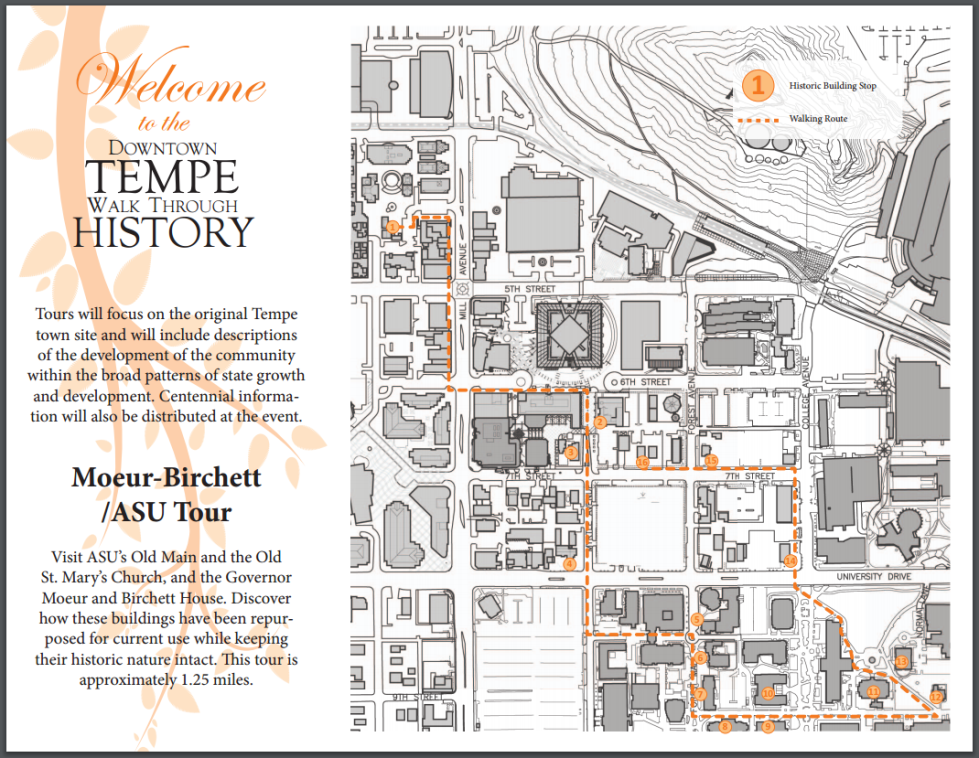 Welcome
to the
Downtown
TEMPE
Walk Through
HISTORY
Tours will focus on the original Tempe
town site and will include descriptions
of the development of the community
within the broad patterns of state growth
and development. Centennial informa-
tion will also be distributed at the event.
Moeur-Birchett
/ASU Tour
Visit ASU's Old Main and the Old
St. Mary's Church, and the Governor
Moeur and Birchett House. Discover
how these buildings have been repur-
posed for current use while keeping
their historic nature intact. This tour is
approximately 1.25 miles.
1
Historic Building Stop
Walking Route
1
MILL AVENUE
5TH STREET
6TH STREET
FOREST AVENUE
COLLEGE AVENUE
2
3
16
15
7TH STREET
7TH STREET
4
14
UNIVERSITY DRIVE
NORMAL
5
6
13
7
10
11
12
9TH STREET
8
9